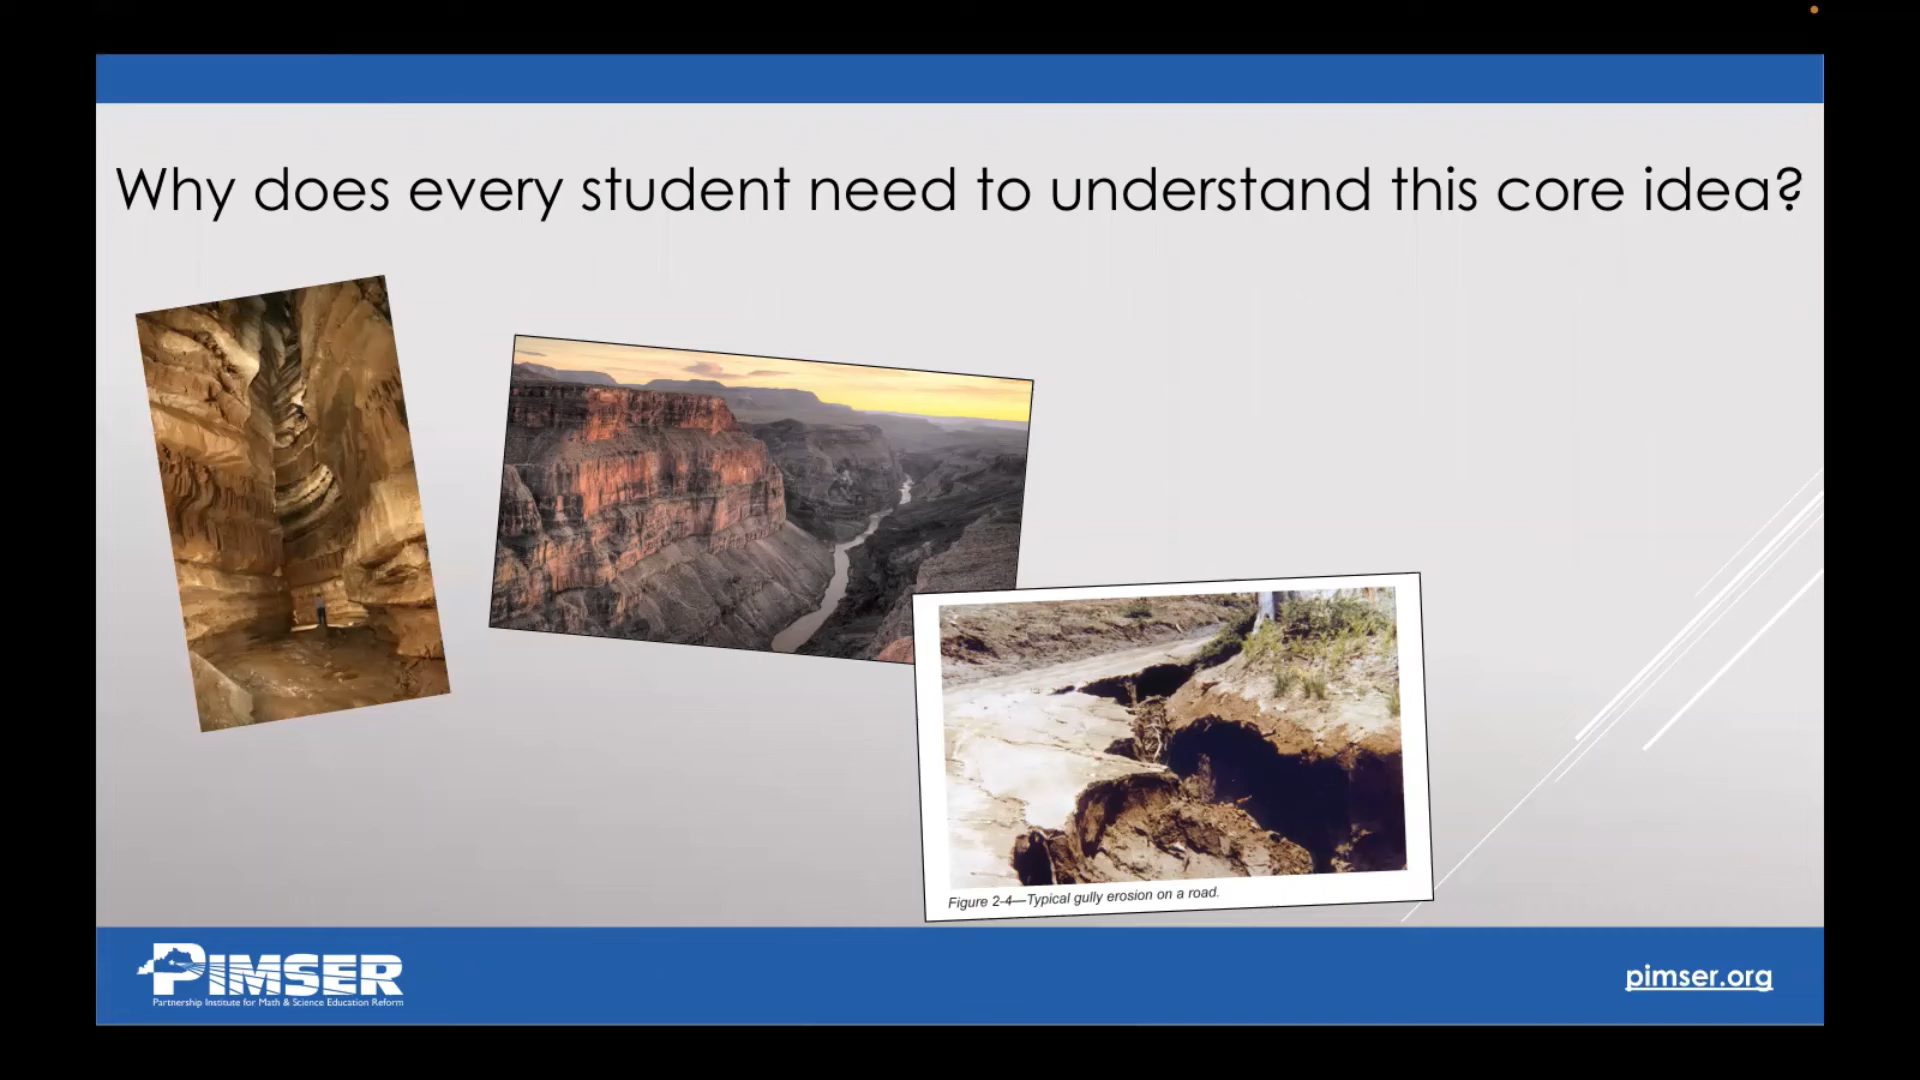 Why does every student need to understand this core idea?
Figure 2-4—Typical gully erosion on a road.
PIMSER
Partnership Institute for Math & Science Education Reform
pimser.org